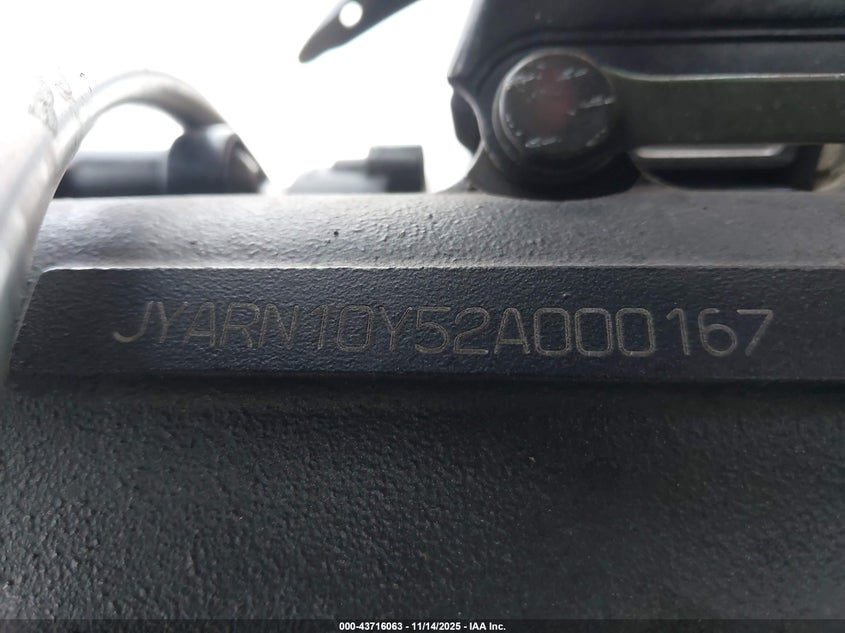 JYARN10Y52A000167
000-43716063 - 11/14/2025 - IAA Inc.